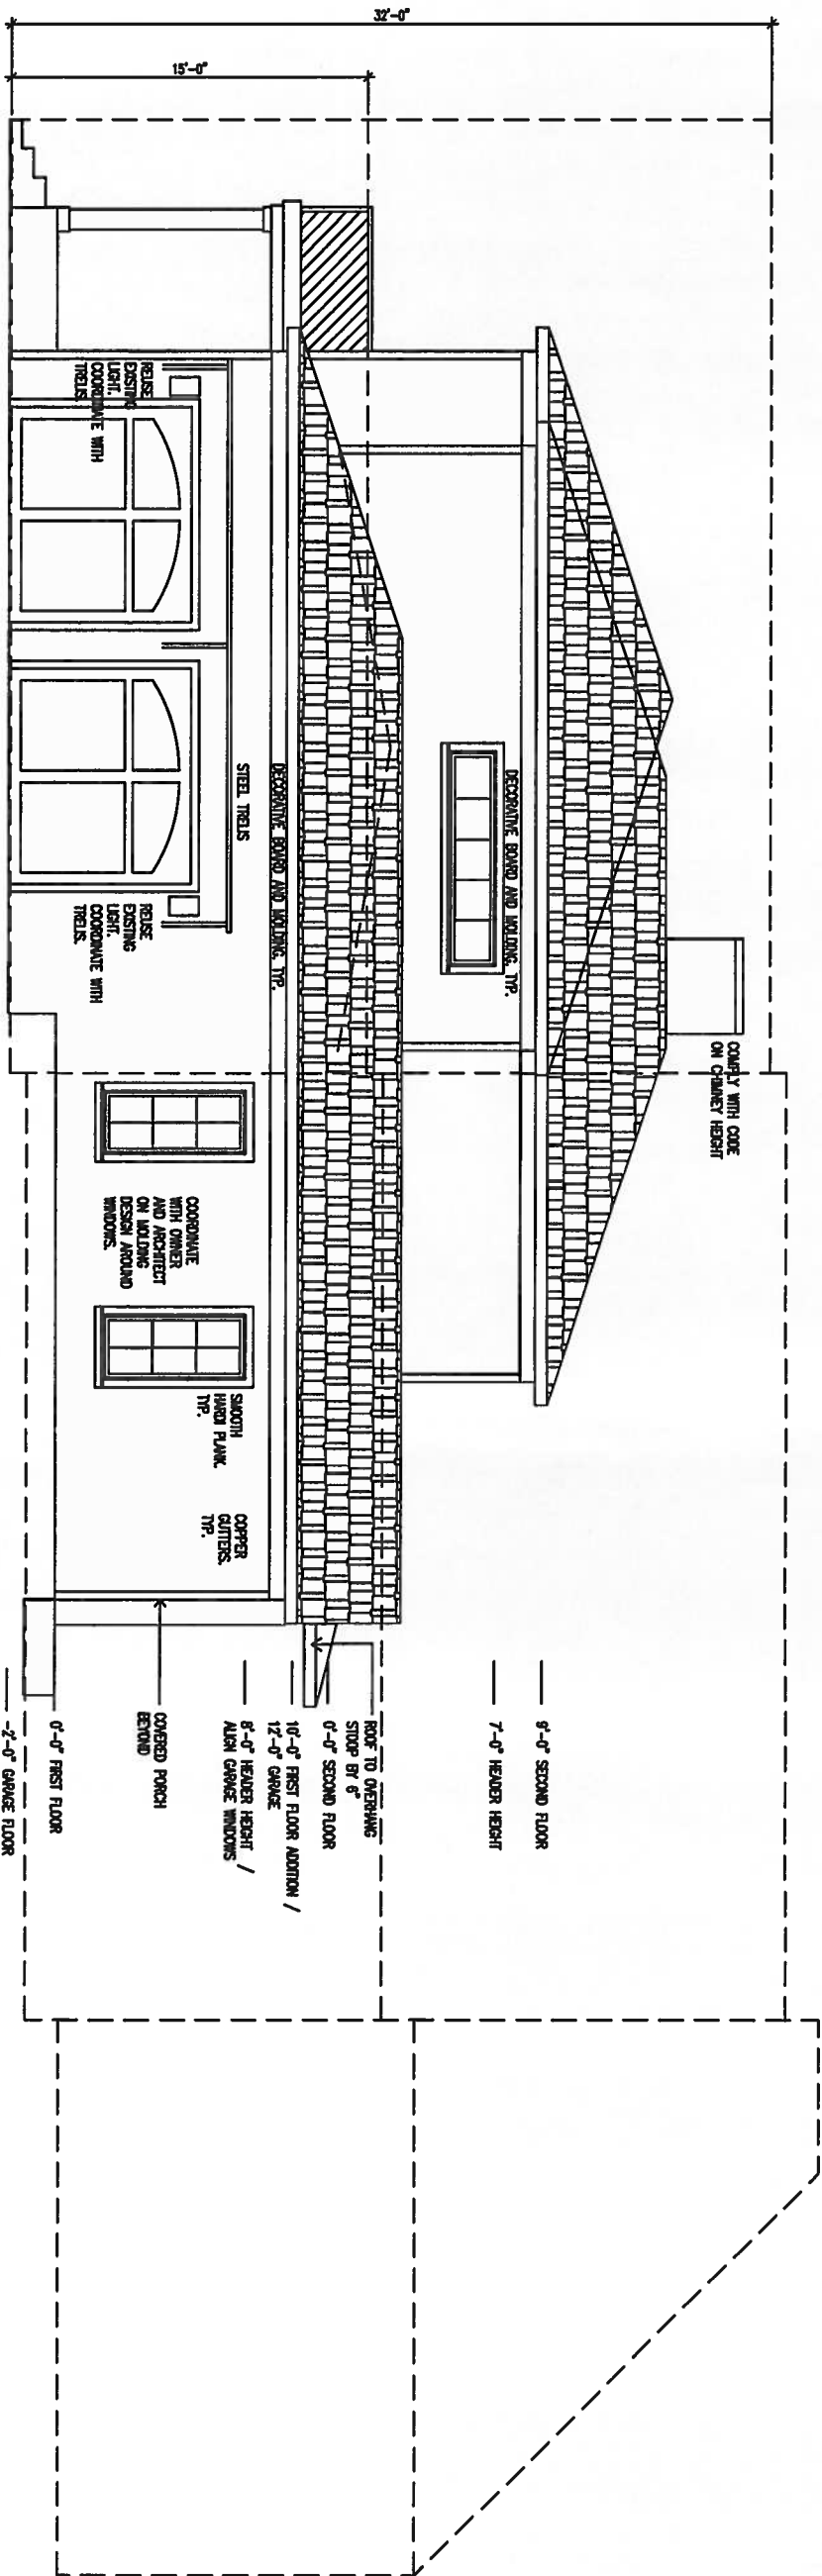 32'-0"
15'-0"
COMPLY WITH CODE
ON CHIMNEY HEIGHT
DECORATIVE BOARD AND MOLDING, TYP.
DECORATIVE BOARD AND MOLDING, TYP.
STEEL TRELIS
REUSE
EXISTING
LIGHT.
COORDINATE WITH
TRELIS.
REUSE
EXISTING
LIGHT.
COORDINATE WITH
TRELIS.
COORDINATE
WITH OWNER
AND ARCHITECT
ON MOLDING
DESIGN AROUND
WINDOWS.
SMOOTH
HARDI PLANK.
TYP.
COPPER
GUTTERS.
TYP.
9'-0" SECOND FLOOR
7'-0" HEADER HEIGHT
ROOF TO OVERHANG
STOOP BY 6"
0'-0" SECOND FLOOR
10'-0" FIRST FLOOR ADDITION /
12'-0" GARAGE
8'-0" HEADER HEIGHT /
ALIGN GARAGE WINDOWS
COVERED PORCH
BEYOND
0'-0" FIRST FLOOR
-2'-0" GARAGE FLOOR